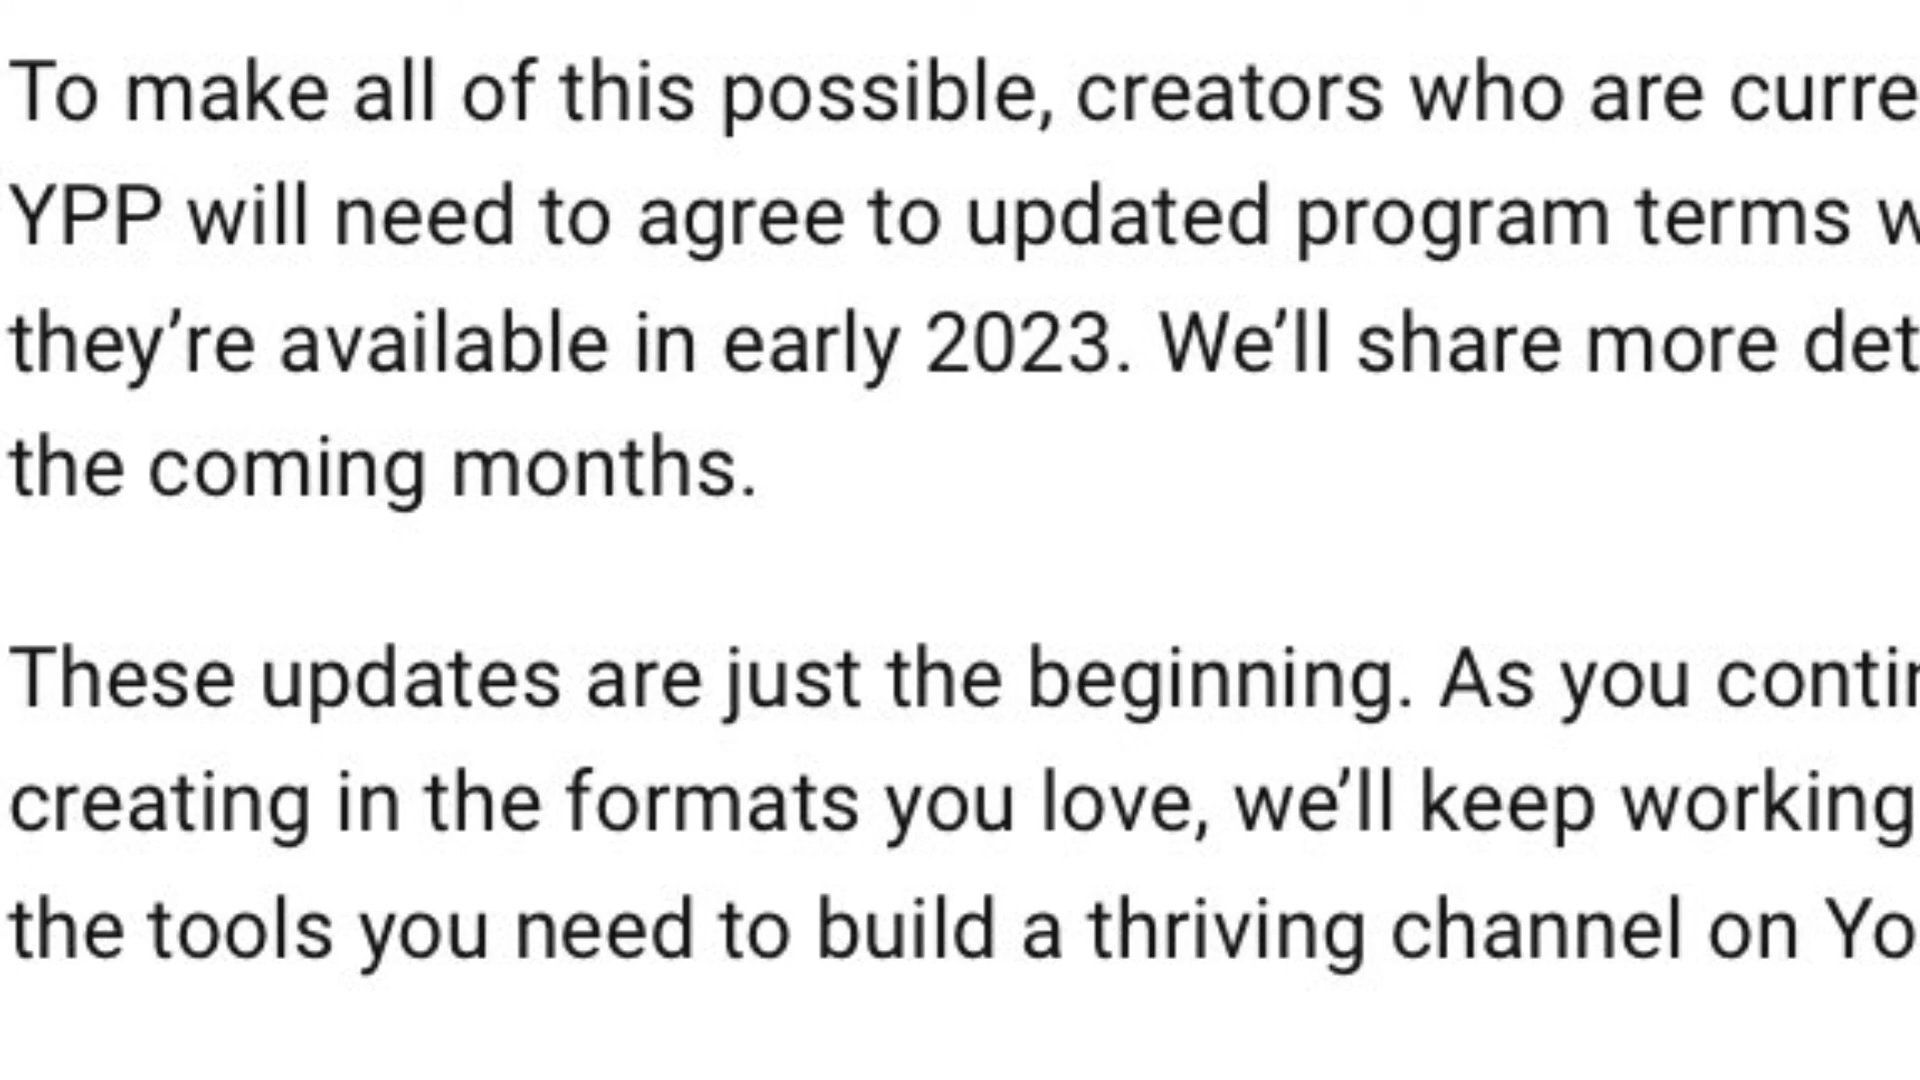 To make all of this possible, creators who are curre
YPP will need to agree to updated program terms w
they’re available in early 2023. We’ll share more det
the coming months.
These updates are just the beginning. As you contin
creating in the formats you love, we’ll keep working
the tools you need to build a thriving channel on Yo